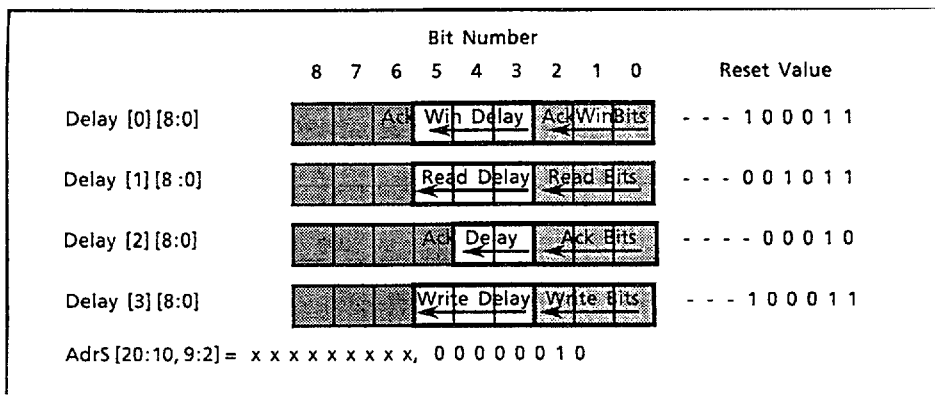 Bit Number
8 7 6 5 4 3 2 1 0 Reset Value
Delay [0] [8:0] Ack Win Delay AckWinBits - - - 1 0 0 0 1 1
Delay [1] [8 :0] Read Delay Read Bits - - - 0 0 1 0 1 1
Delay [2] [8:0] Ack Delay Ack Bits - - - - 0 0 0 1 0
Delay [3] [8:0] Write Delay Write Bits - - - 1 0 0 0 1 1
AdrS [20:10, 9:2] = x x x x x x x x x, 0 0 0 0 0 0 1 0